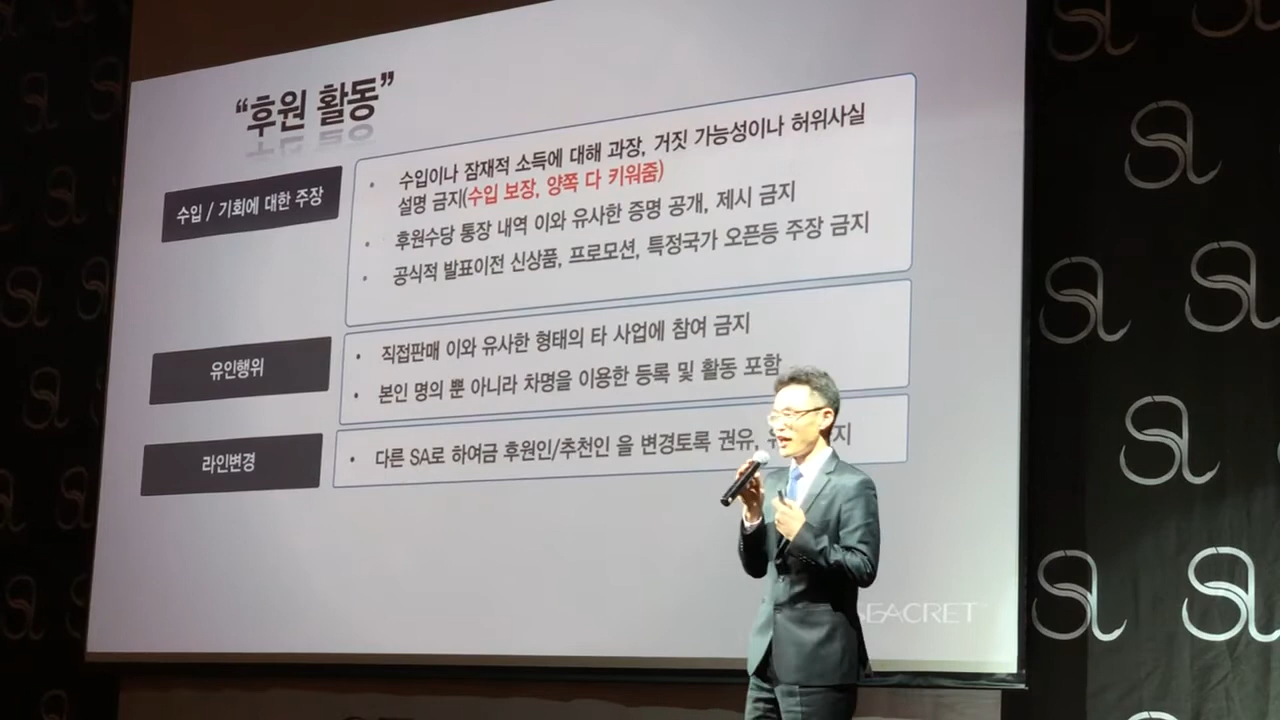 “후원 활동”
수입 / 기회에 대한 주장
• 수입이나 잠재적 소득에 대해 과장, 거짓 가능성이나 허위사실
설명 금지(수입 보장, 양쪽 다 키워줌)
• 후원수당 통장 내역 이와 유사한 증명 공개, 제시 금지
• 공식적 발표이전 신상품, 프로모션, 특정국가 오픈등 주장 금지
유인행위
• 직접판매 이와 유사한 형태의 타 사업에 참여 금지
• 본인 명의 뿐 아니라 차명을 이용한 등록 및 활동 포함
라인변경
• 다른 SA로 하여금 후원인/추천인 을 변경토록 권유,
SEACRET